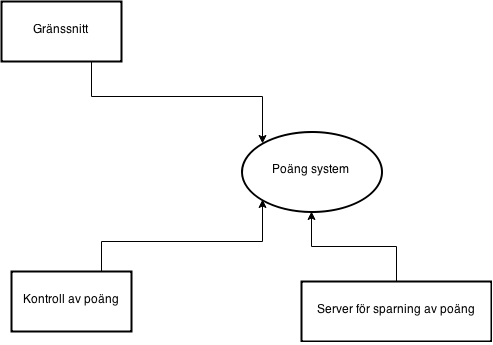 Gränssnitt
Poäng system
Kontroll av poäng
Server för sparning av poäng